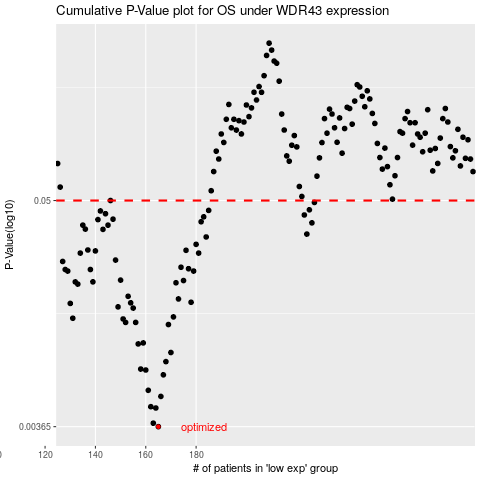 Cumulative P-Value plot for OS under WDR43 expression
P-Value(log10)
0.05
0.00365
optimized
0 120 140 160 180
# of patients in 'low exp' group